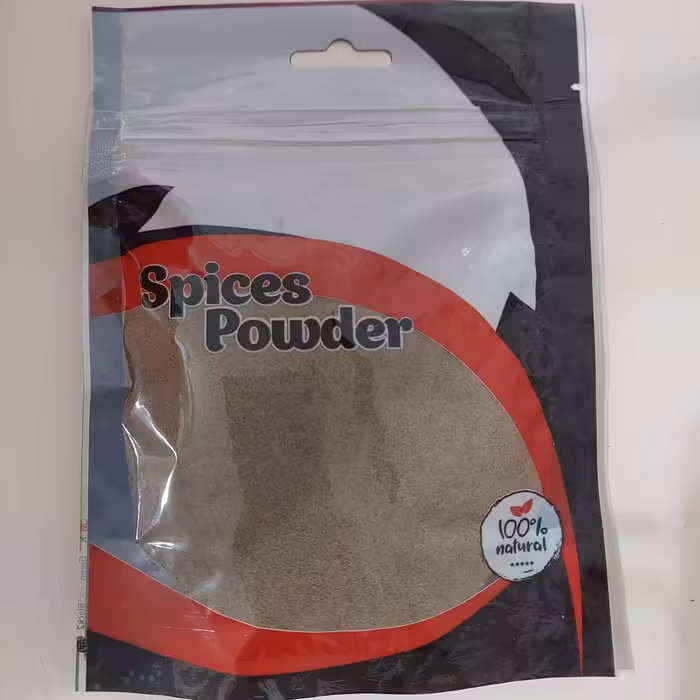 Spices
Powder
100%
natural